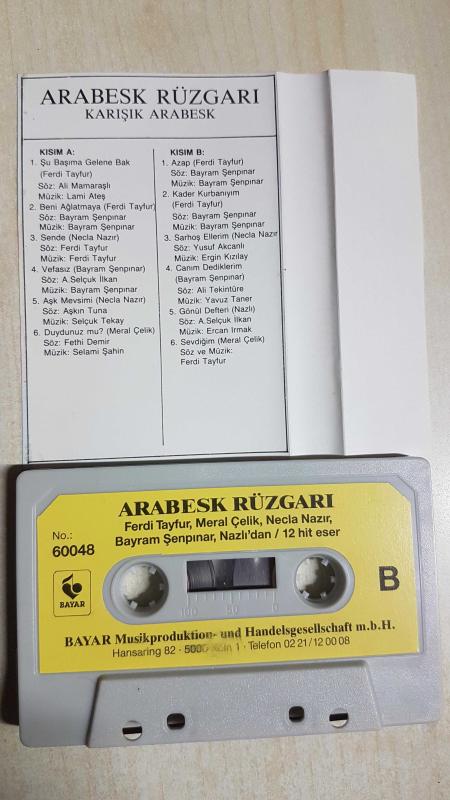 ARABESK RÜZGARI
KARIŞIK ARABESK
KISIM A:
1. Şu Başıma Gelene Bak
(Ferdi Tayfur)
Söz: Ali Mamaraşlı
Müzik: Lami Ateş
2. Beni Ağlatmaya (Ferdi Tayfur)
Söz: Bayram Şenpınar
Müzik: Bayram Şenpınar
3. Sende (Necla Nazır)
Söz: Ferdi Tayfur
Müzik: Ferdi Tayfur
4. Vefasız (Bayram Şenpınar)
Söz: A.Selçuk İlkan
Müzik: Bayram Şenpınar
5. Aşk Mevsimi (Necla Nazır)
Söz: Aşkın Tuna
Müzik: Selçuk Tekay
6. Duydunuz mu? (Meral Çelik)
Söz: Fethi Demir
Müzik: Selami Şahin
KISIM B:
1. Azap (Ferdi Tayfur)
Söz: Bayram Şenpınar
Müzik: Bayram Şenpınar
2. Kader Kurbanıyım
(Ferdi Tayfur)
Söz: Bayram Şenpınar
Müzik: Bayram Şenpınar
3. Sarhoş Ellerim (Necla Nazır
Söz: Yusuf Akcanlı
Müzik: Ergin Kızılay
4. Canım Dediklerim
(Bayram Şenpınar)
Söz: Ali Tekintüre
Müzik: Yavuz Taner
5. Gönül Defteri (Nazlı)
Söz: A.Selçuk İlkan
Müzik: Ercan Irmak
6. Sevdiğim (Meral Çelik)
Söz ve Müzik:
Ferdi Tayfur
ARABESK RÜZGARI
Ferdi Tayfur, Meral Çelik, Necla Nazır,
Bayram Şenpınar, Nazlı'dan / 12 hit eser
No.:
60048
BAYAR
B
100 50 0
BAYAR Musikproduktion- und Handelsgesellschaft m.b.H.
Hansaring 82 · 5000 Köln 1 · Telefon 02 21/12 00 08